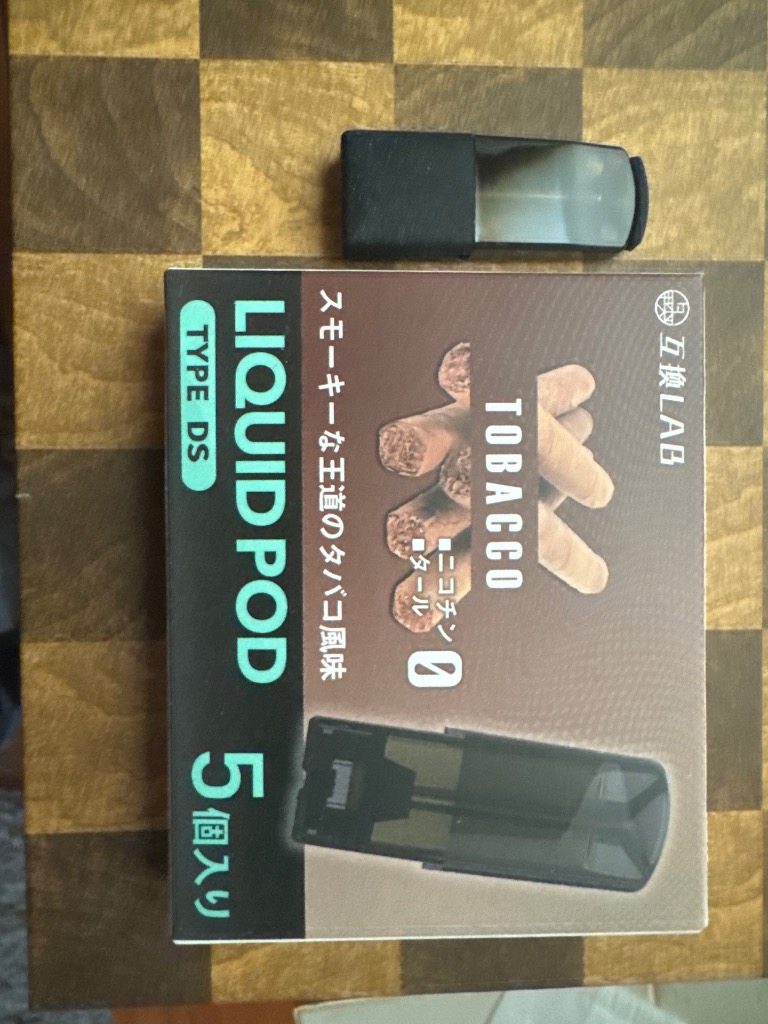 互換LAB
TOBACCO
■ニコチン
■タール
0
スモーキーな王道のタバコ風味
LIQUID POD
TYPE DS
5個入り